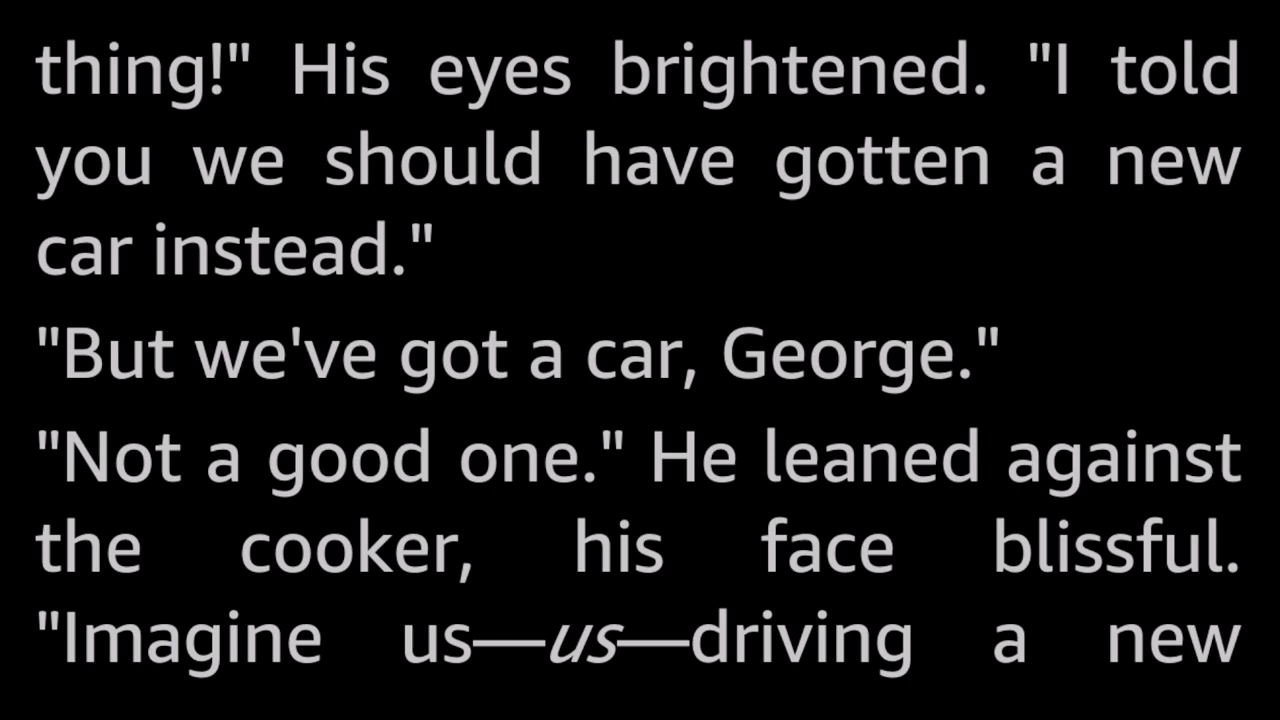 thing!" His eyes brightened. "I told
you we should have gotten a new
car instead."
"But we've got a car, George."
"Not a good one." He leaned against
the cooker, his face blissful.
"Imagine us—us—driving a new